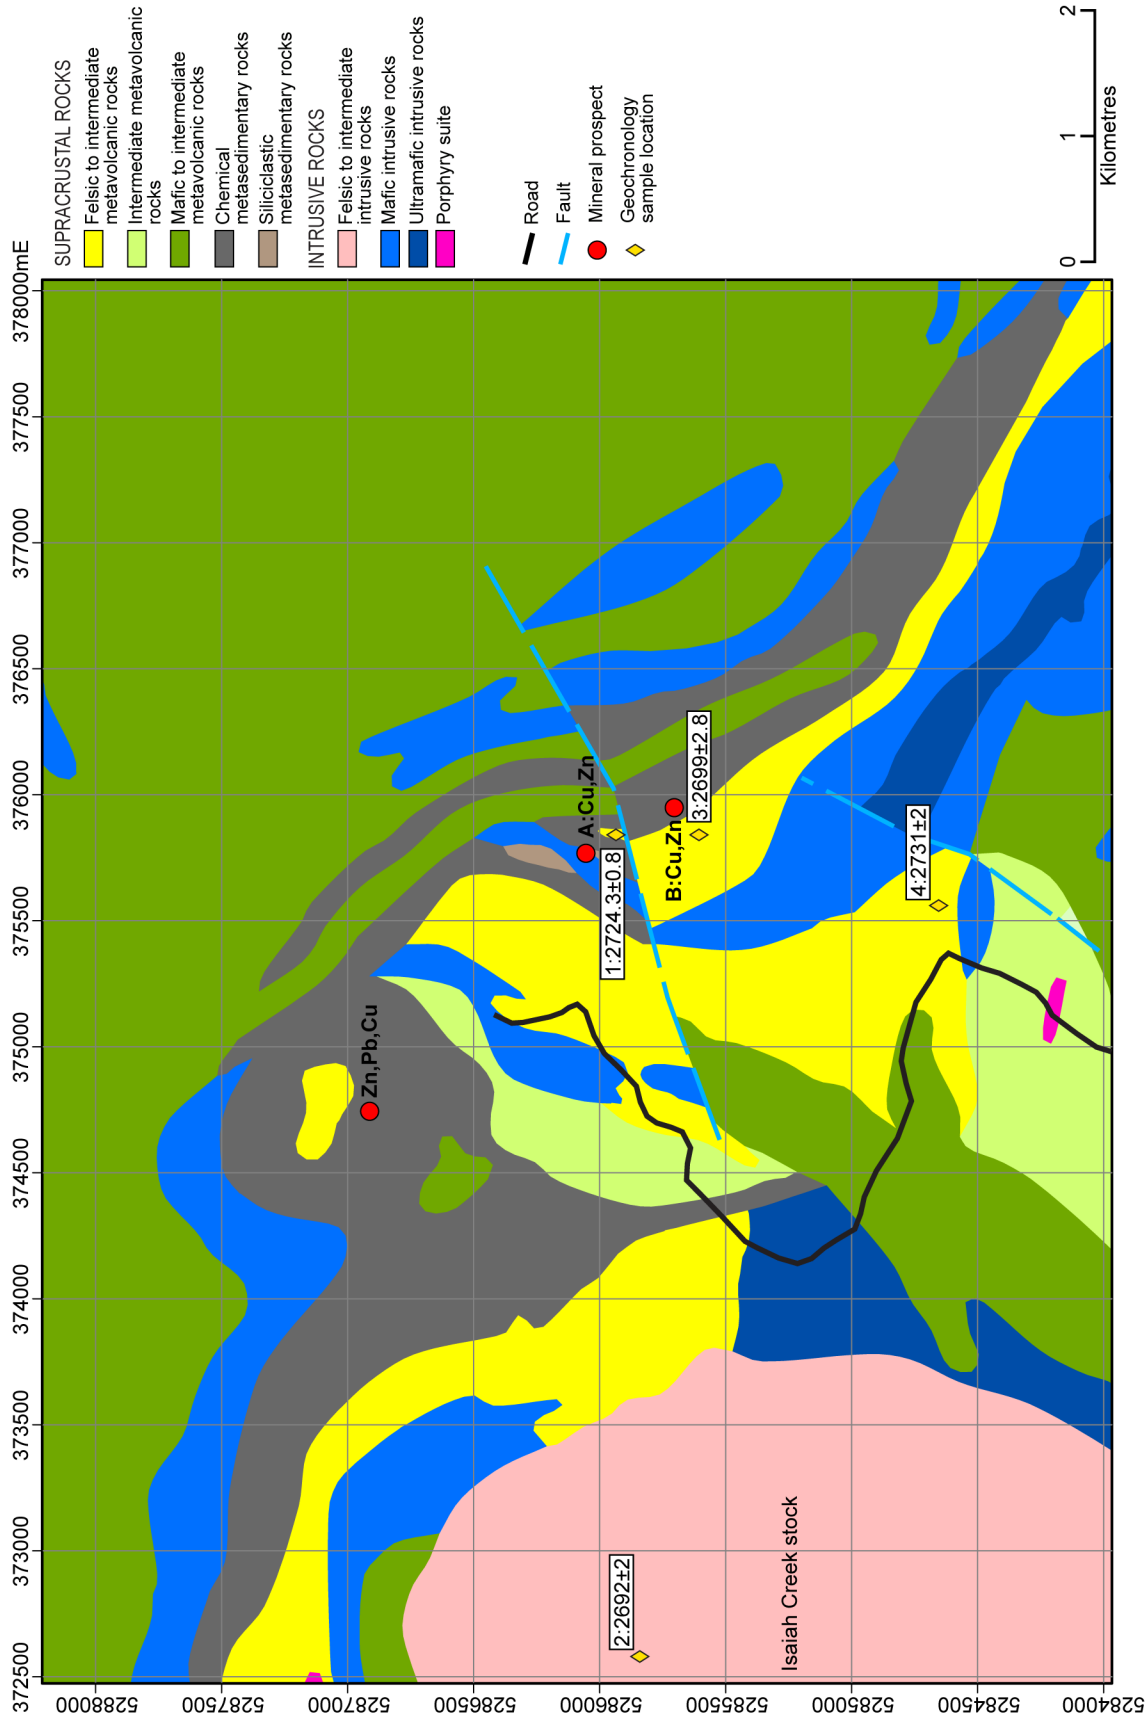 372500
373000
373500
374000
374500
375000
375500
376000
376500
377000
377500
378000mE
5288000
5287500
5287000
5286500
5286000
5285500
5285000
5284500
5284000
Zn,Pb,Cu
A:Cu,Zn
B:Cu,Zn
1:2724.3±0.8
2:2692±2
3:2699±2.8
4:2731±2
Isaiah Creek stock
SUPRACRUSTAL ROCKS
Felsic to intermediate
metavolcanic rocks
Intermediate metavolcanic
rocks
Mafic to intermediate
metavolcanic rocks
Chemical
metasedimentary rocks
Siliciclastic
metasedimentary rocks
INTRUSIVE ROCKS
Felsic to intermediate
intrusive rocks
Mafic intrusive rocks
Ultramafic intrusive rocks
Porphyry suite
Road
Fault
Mineral prospect
Geochronology
sample location
0
1
2
Kilometres